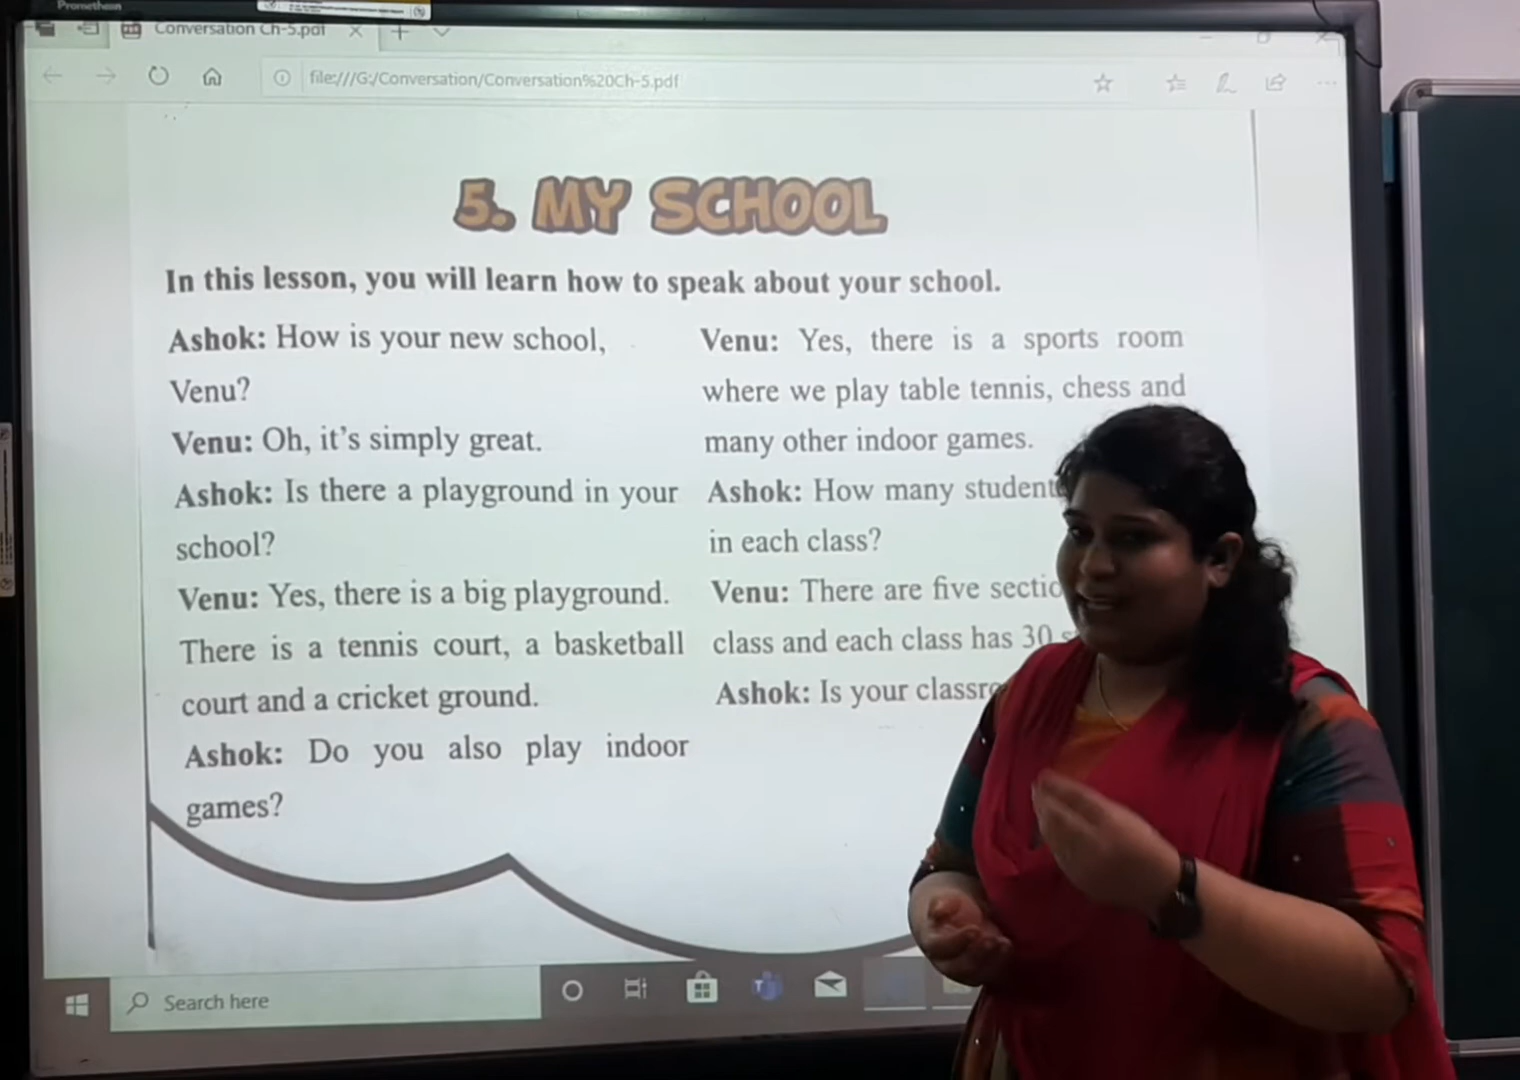 Promethean
Conversation Ch-5.pdf
file:///G:/Conversation/Conversation%20Ch-5.pdf
5. MY SCHOOL
In this lesson, you will learn how to speak about your school.
Ashok: How is your new school,
Venu?
Venu: Oh, it's simply great.
Ashok: Is there a playground in your
school?
Venu: Yes, there is a big playground.
There is a tennis court, a basketball
court and a cricket ground.
Ashok: Do you also play indoor
games?
Venu: Yes, there is a sports room
where we play table tennis, chess and
many other indoor games.
Ashok: How many student
in each class?
Venu: There are five sectio
class and each class has 30 s
Ashok: Is your classro
Search here